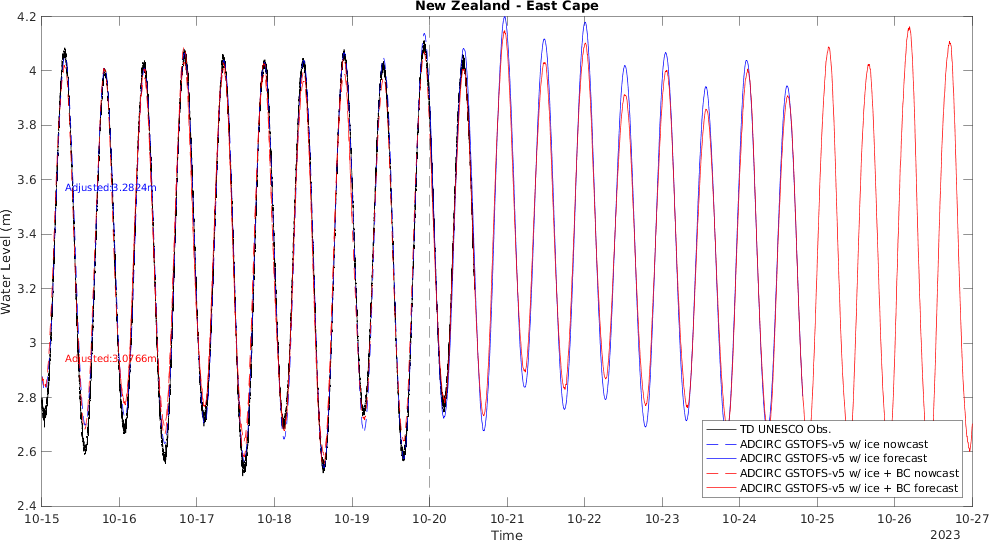 New Zealand - East Cape
Water Level (m)
4.2
4
3.8
3.6
3.4
3.2
3
2.8
2.6
2.4
Adjusted:3.2824m
Adjusted:3.0766m
TD UNESCO Obs.
ADCIRC GSTOFS-v5 w/ ice nowcast
ADCIRC GSTOFS-v5 w/ ice forecast
ADCIRC GSTOFS-v5 w/ ice + BC nowcast
ADCIRC GSTOFS-v5 w/ ice + BC forecast
10-15 10-16 10-17 10-18 10-19 10-20 10-21 10-22 10-23 10-24 10-25 10-26 10-27
Time
2023